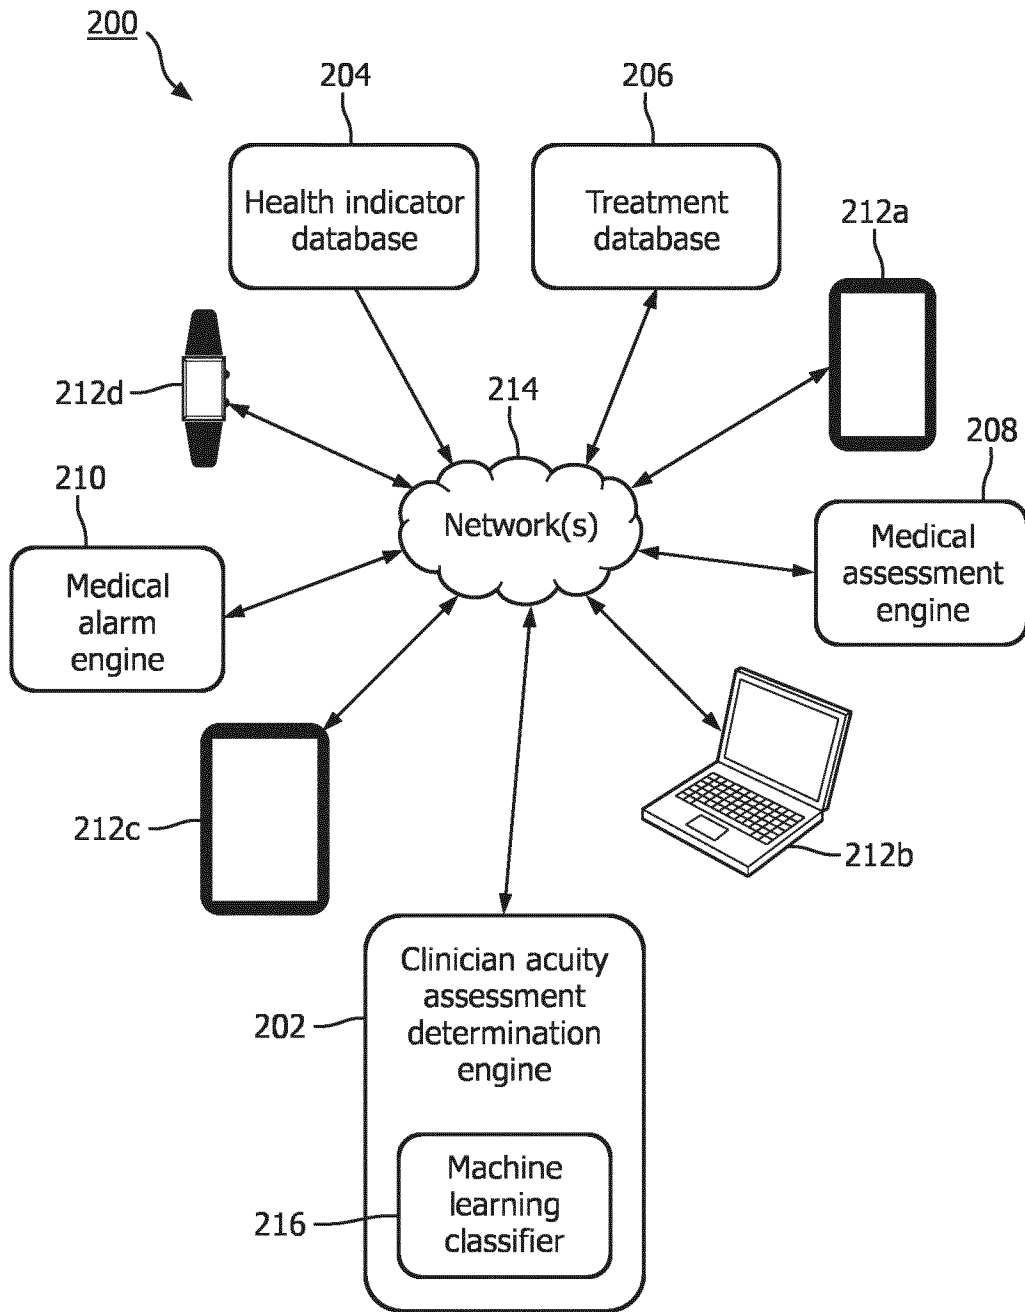 200
204
206
Health indicator
database
Treatment
database
212a
212d
214
208
210
Network(s)
Medical
assessment
engine
Medical
alarm
engine
212c
212b
Clinician acuity
assessment
determination
engine
202
Machine
learning
classifier
216